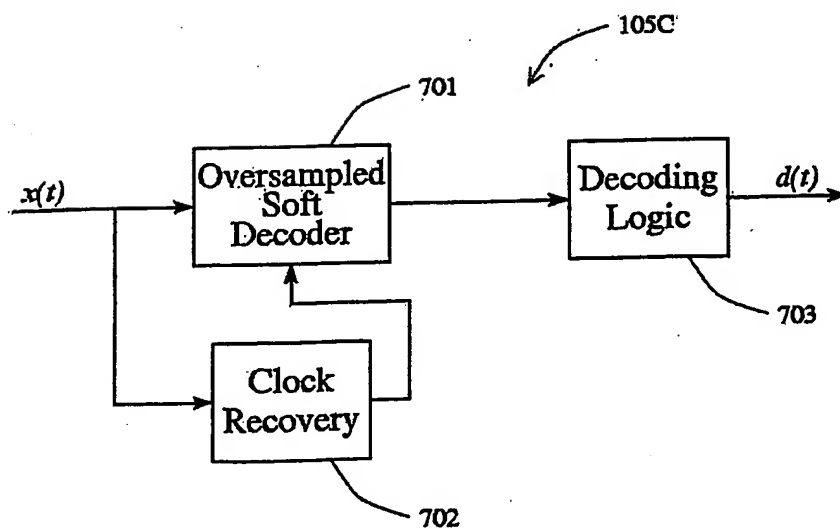 105C
701
x(t)
Oversampled
Soft
Decoder
Decoding
Logic
d(t)
703
Clock
Recovery
702